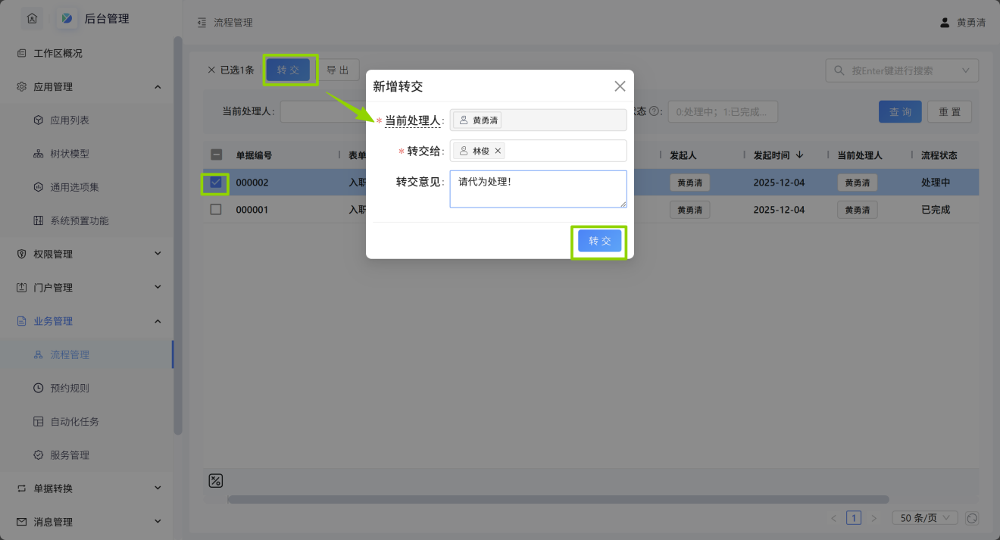 后台管理
流程管理
黄勇清
工作区概况
应用管理
应用列表
树状模型
通用选项集
系统预置功能
权限管理
门户管理
业务管理
流程管理
预约规则
自动化任务
服务管理
单据转换
消息管理
已选1条
转 交
导 出
按Enter键进行搜索
当前处理人:
态 ?:
0:处理中；1:已完成...
查 询
重 置
单据编号
表单
发起人
发起时间
当前处理人
流程状态
000002
入职
黄勇清
2025-12-04
黄勇清
处理中
000001
入职
黄勇清
2025-12-04
黄勇清
已完成
新增转交
* 当前处理人:
黄勇清
* 转交给:
林俊 ×
转交意见:
请代为处理!
转 交
< 1 >
50 条/页